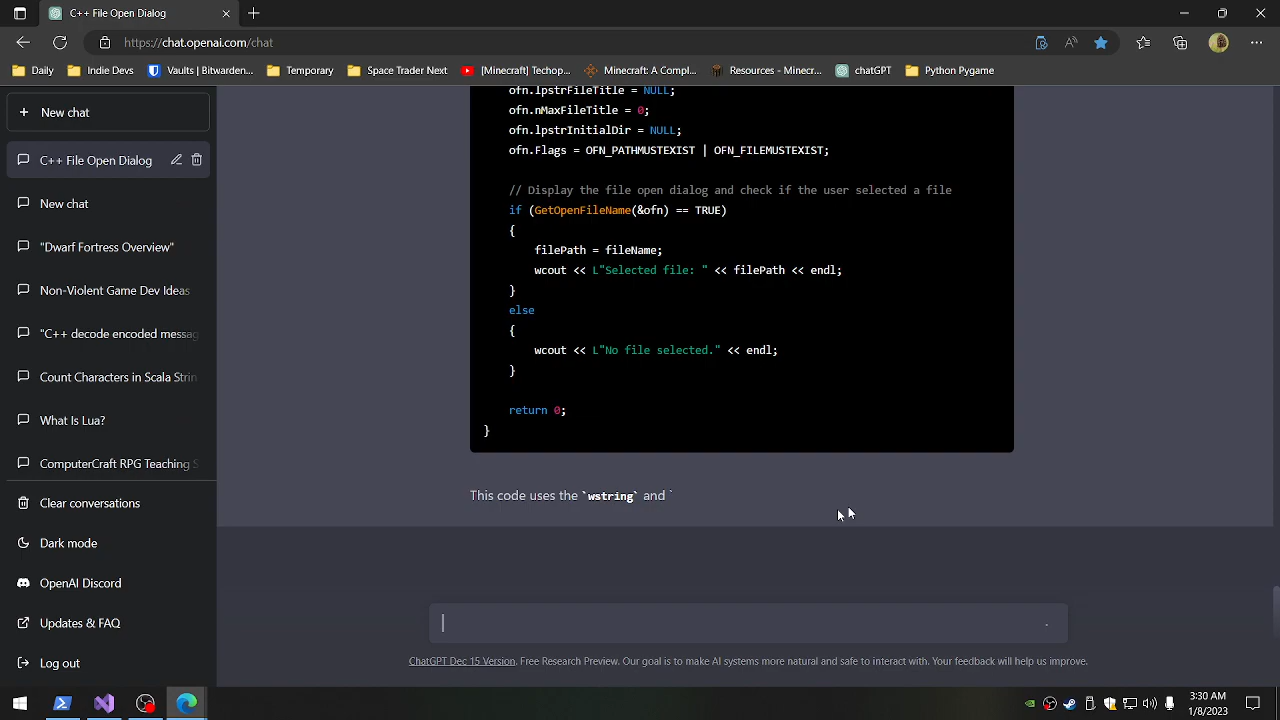 C++ File Open Dialog
https://chat.openai.com/chat
Daily
Indie Devs
Vaults | Bitwarden...
Temporary
Space Trader Next
[Minecraft] Techop...
Minecraft: A Compl...
Resources - Minecr...
chatGPT
Python Pygame
New chat
C++ File Open Dialog
New chat
"Dwarf Fortress Overview"
Non-Violent Game Dev Ideas
"C++ decode encoded messag
Count Characters in Scala Strin
What Is Lua?
ComputerCraft RPG Teaching S
Clear conversations
Dark mode
OpenAI Discord
Updates & FAQ
Log out
ofn.lpstrFileTitle = NULL;
ofn.nMaxFileTitle = 0;
ofn.lpstrInitialDir = NULL;
ofn.Flags = OFN_PATHMUSTEXIST | OFN_FILEMUSTEXIST;
// Display the file open dialog and check if the user selected a file
if (GetOpenFileName(&ofn) == TRUE)
{
filePath = fileName;
wcout << L"Selected file: " << filePath << endl;
}
else
{
wcout << L"No file selected." << endl;
}
return 0;
}
This code uses the `wstring` and `
ChatGPT Dec 15 Version. Free Research Preview. Our goal is to make AI systems more natural and safe to interact with. Your feedback will help us improve.
3:30 AM
1/8/2023